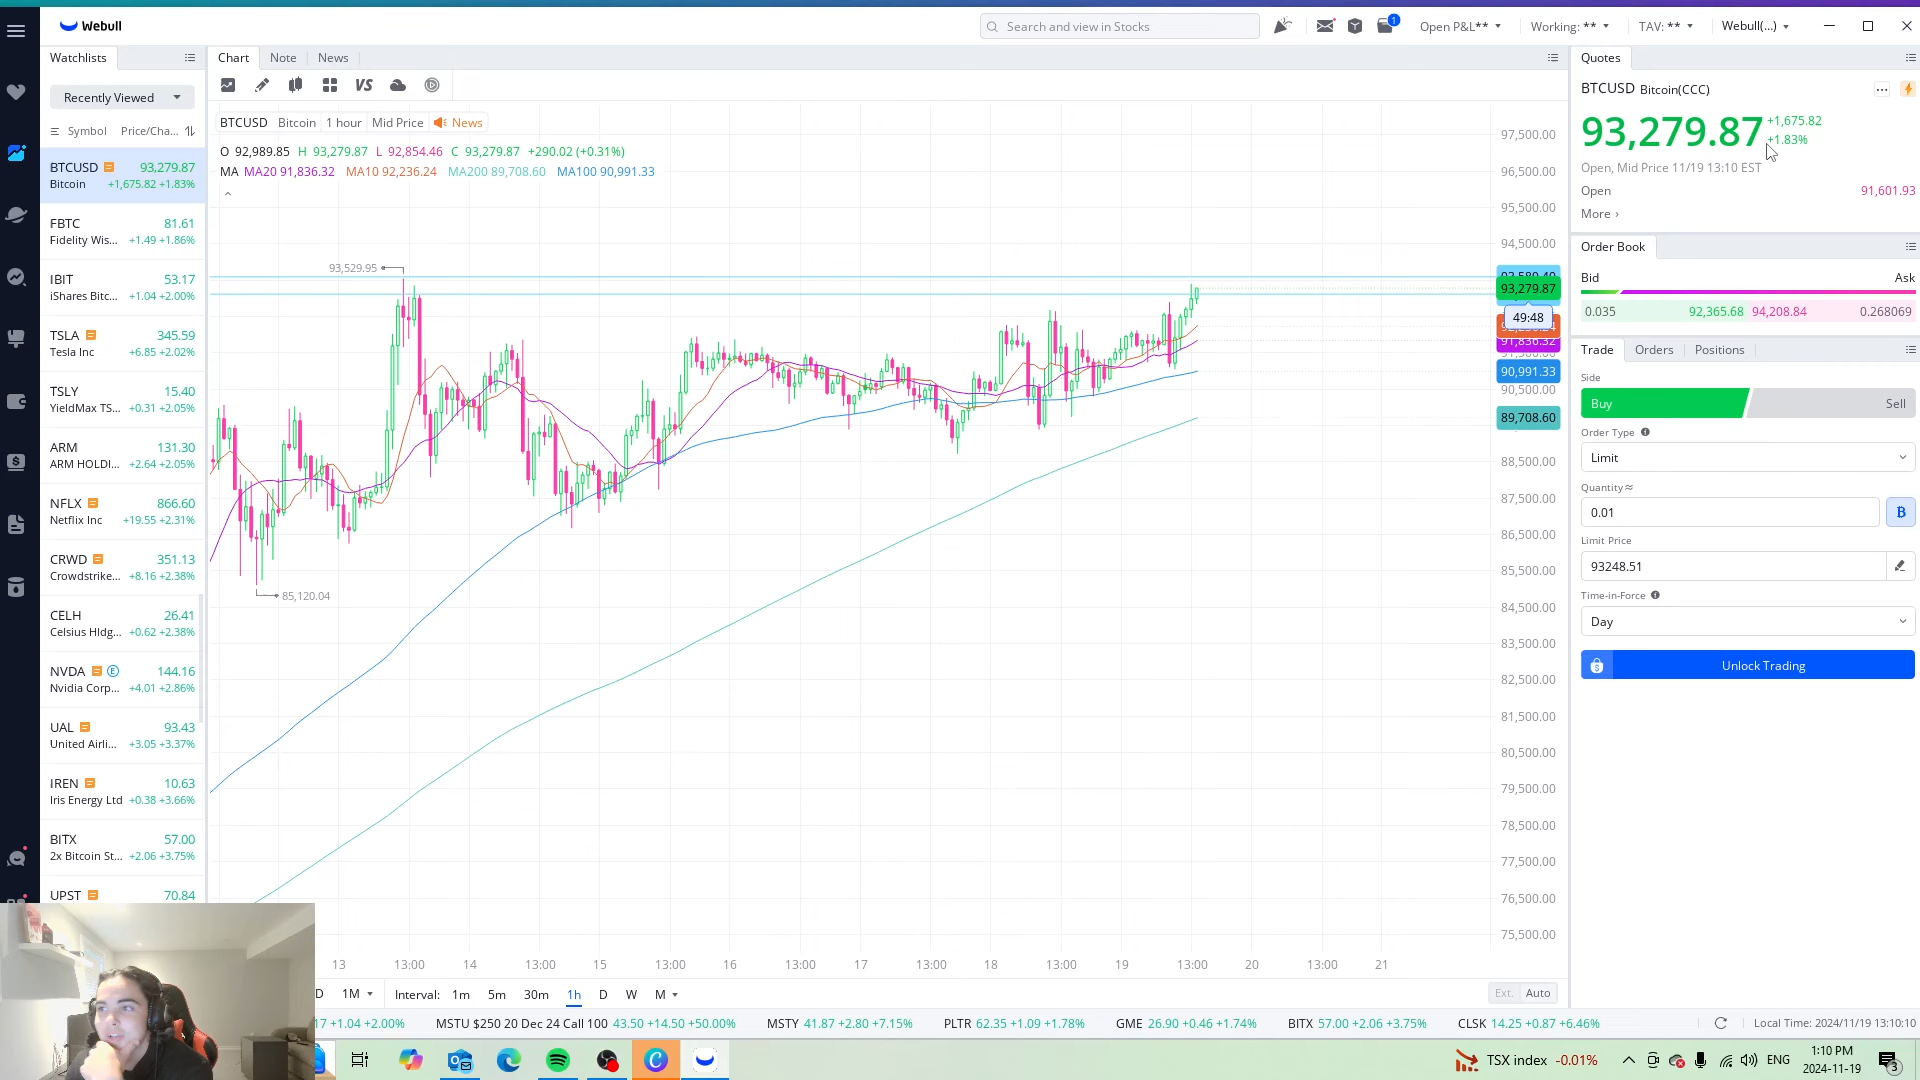 Webull
Search and view in Stocks
1
Open P&L**
Working: **
TAV: **
Webull(...)
Watchlists
Chart
Note
News
Quotes
Recently Viewed
Symbol
Price/Cha...
VS
BTCUSD
Bitcoin
1 hour
Mid Price
News
O 92,989.85 H 93,279.87 L 92,854.46 C 93,279.87 +290.02 (+0.31%)
MA MA20 91,836.32 MA10 92,236.24 MA200 89,708.60 MA100 90,991.33
BTCUSD 93,279.87
Bitcoin +1,675.82 +1.83%
FBTC 81.61
Fidelity Wis... +1.49 +1.86%
IBIT 53.17
iShares Bitc... +1.04 +2.00%
TSLA 345.59
Tesla Inc +6.85 +2.02%
TSLY 15.40
YieldMax TS... +0.31 +2.05%
ARM 131.30
ARM HOLDI... +2.64 +2.05%
NFLX 866.60
Netflix Inc +19.55 +2.31%
CRWD 351.13
Crowdstrike... +8.16 +2.38%
CELH 26.41
Celsius Hldg... +0.62 +2.38%
NVDA E 144.16
Nvidia Corp... +4.01 +2.86%
UAL 93.43
United Airli... +3.05 +3.37%
IREN 10.63
Iris Energy Ltd +0.38 +3.66%
BITX 57.00
2x Bitcoin St... +2.06 +3.75%
UPST 70.84
93,529.95
85,120.04
97,500.00
96,500.00
95,500.00
94,500.00
93,279.87
49:48
91,836.32
90,991.33
90,500.00
89,708.60
88,500.00
87,500.00
86,500.00
85,500.00
84,500.00
83,500.00
82,500.00
81,500.00
80,500.00
79,500.00
78,500.00
77,500.00
76,500.00
75,500.00
13 13:00 14 13:00 15 13:00 16 13:00 17 13:00 18 13:00 19 13:00 20 13:00 21
D 1M Interval: 1m 5m 30m 1h D W M
Ext. Auto
BTCUSD Bitcoin(CCC)
93,279.87
+1,675.82
+1.83%
Open, Mid Price 11/19 13:10 EST
Open 91,601.93
More ›
Order Book
Bid Ask
0.035 92,365.68 94,208.84 0.268069
Trade Orders Positions
Side
Buy Sell
Order Type
Limit
Quantity≈
0.01
B
Limit Price
93248.51
Time-in-Force
Day
Unlock Trading
17 +1.04 +2.00%
MSTU $250 20 Dec 24 Call 100 43.50 +14.50 +50.00%
MSTY 41.87 +2.80 +7.15%
PLTR 62.35 +1.09 +1.78%
GME 26.90 +0.46 +1.74%
BITX 57.00 +2.06 +3.75%
CLSK 14.25 +0.87 +6.46%
Local Time: 2024/11/19 13:10:10
TSX index -0.01%
ENG
1:10 PM
2024-11-19
3